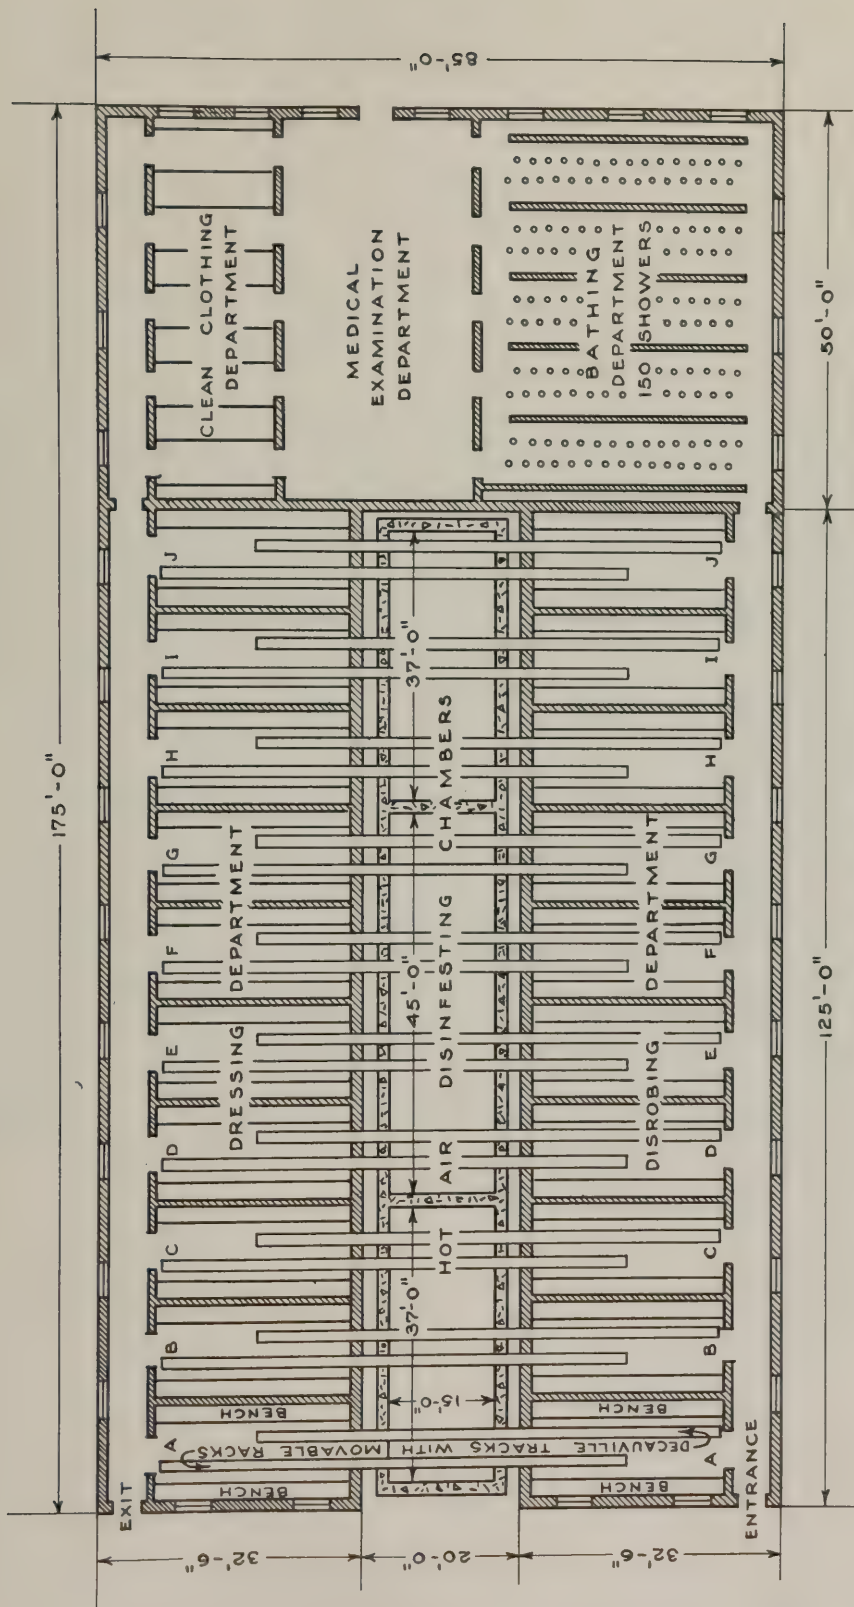 85'-0"
175'-0"
CLEAN CLOTHING
DEPARTMENT
MEDICAL
EXAMINATION
DEPARTMENT
BATHING
DEPARTMENT
150 SHOWERS
50'-0"
J
I
H
G
F
E
D
C
B
A
DRESSING DEPARTMENT
37'-0"
45'-0"
37'-0"
15'-0"
HOT AIR DISINFESTING CHAMBERS
DISROBING DEPARTMENT
J
I
H
G
F
E
D
C
B
A
125'-0"
BENCH
BENCH
DECAUVILLE TRACKS WITH MOVABLE RACKS
BENCH
BENCH
EXIT
ENTRANCE
32'-6"
20'-0"
32'-6"